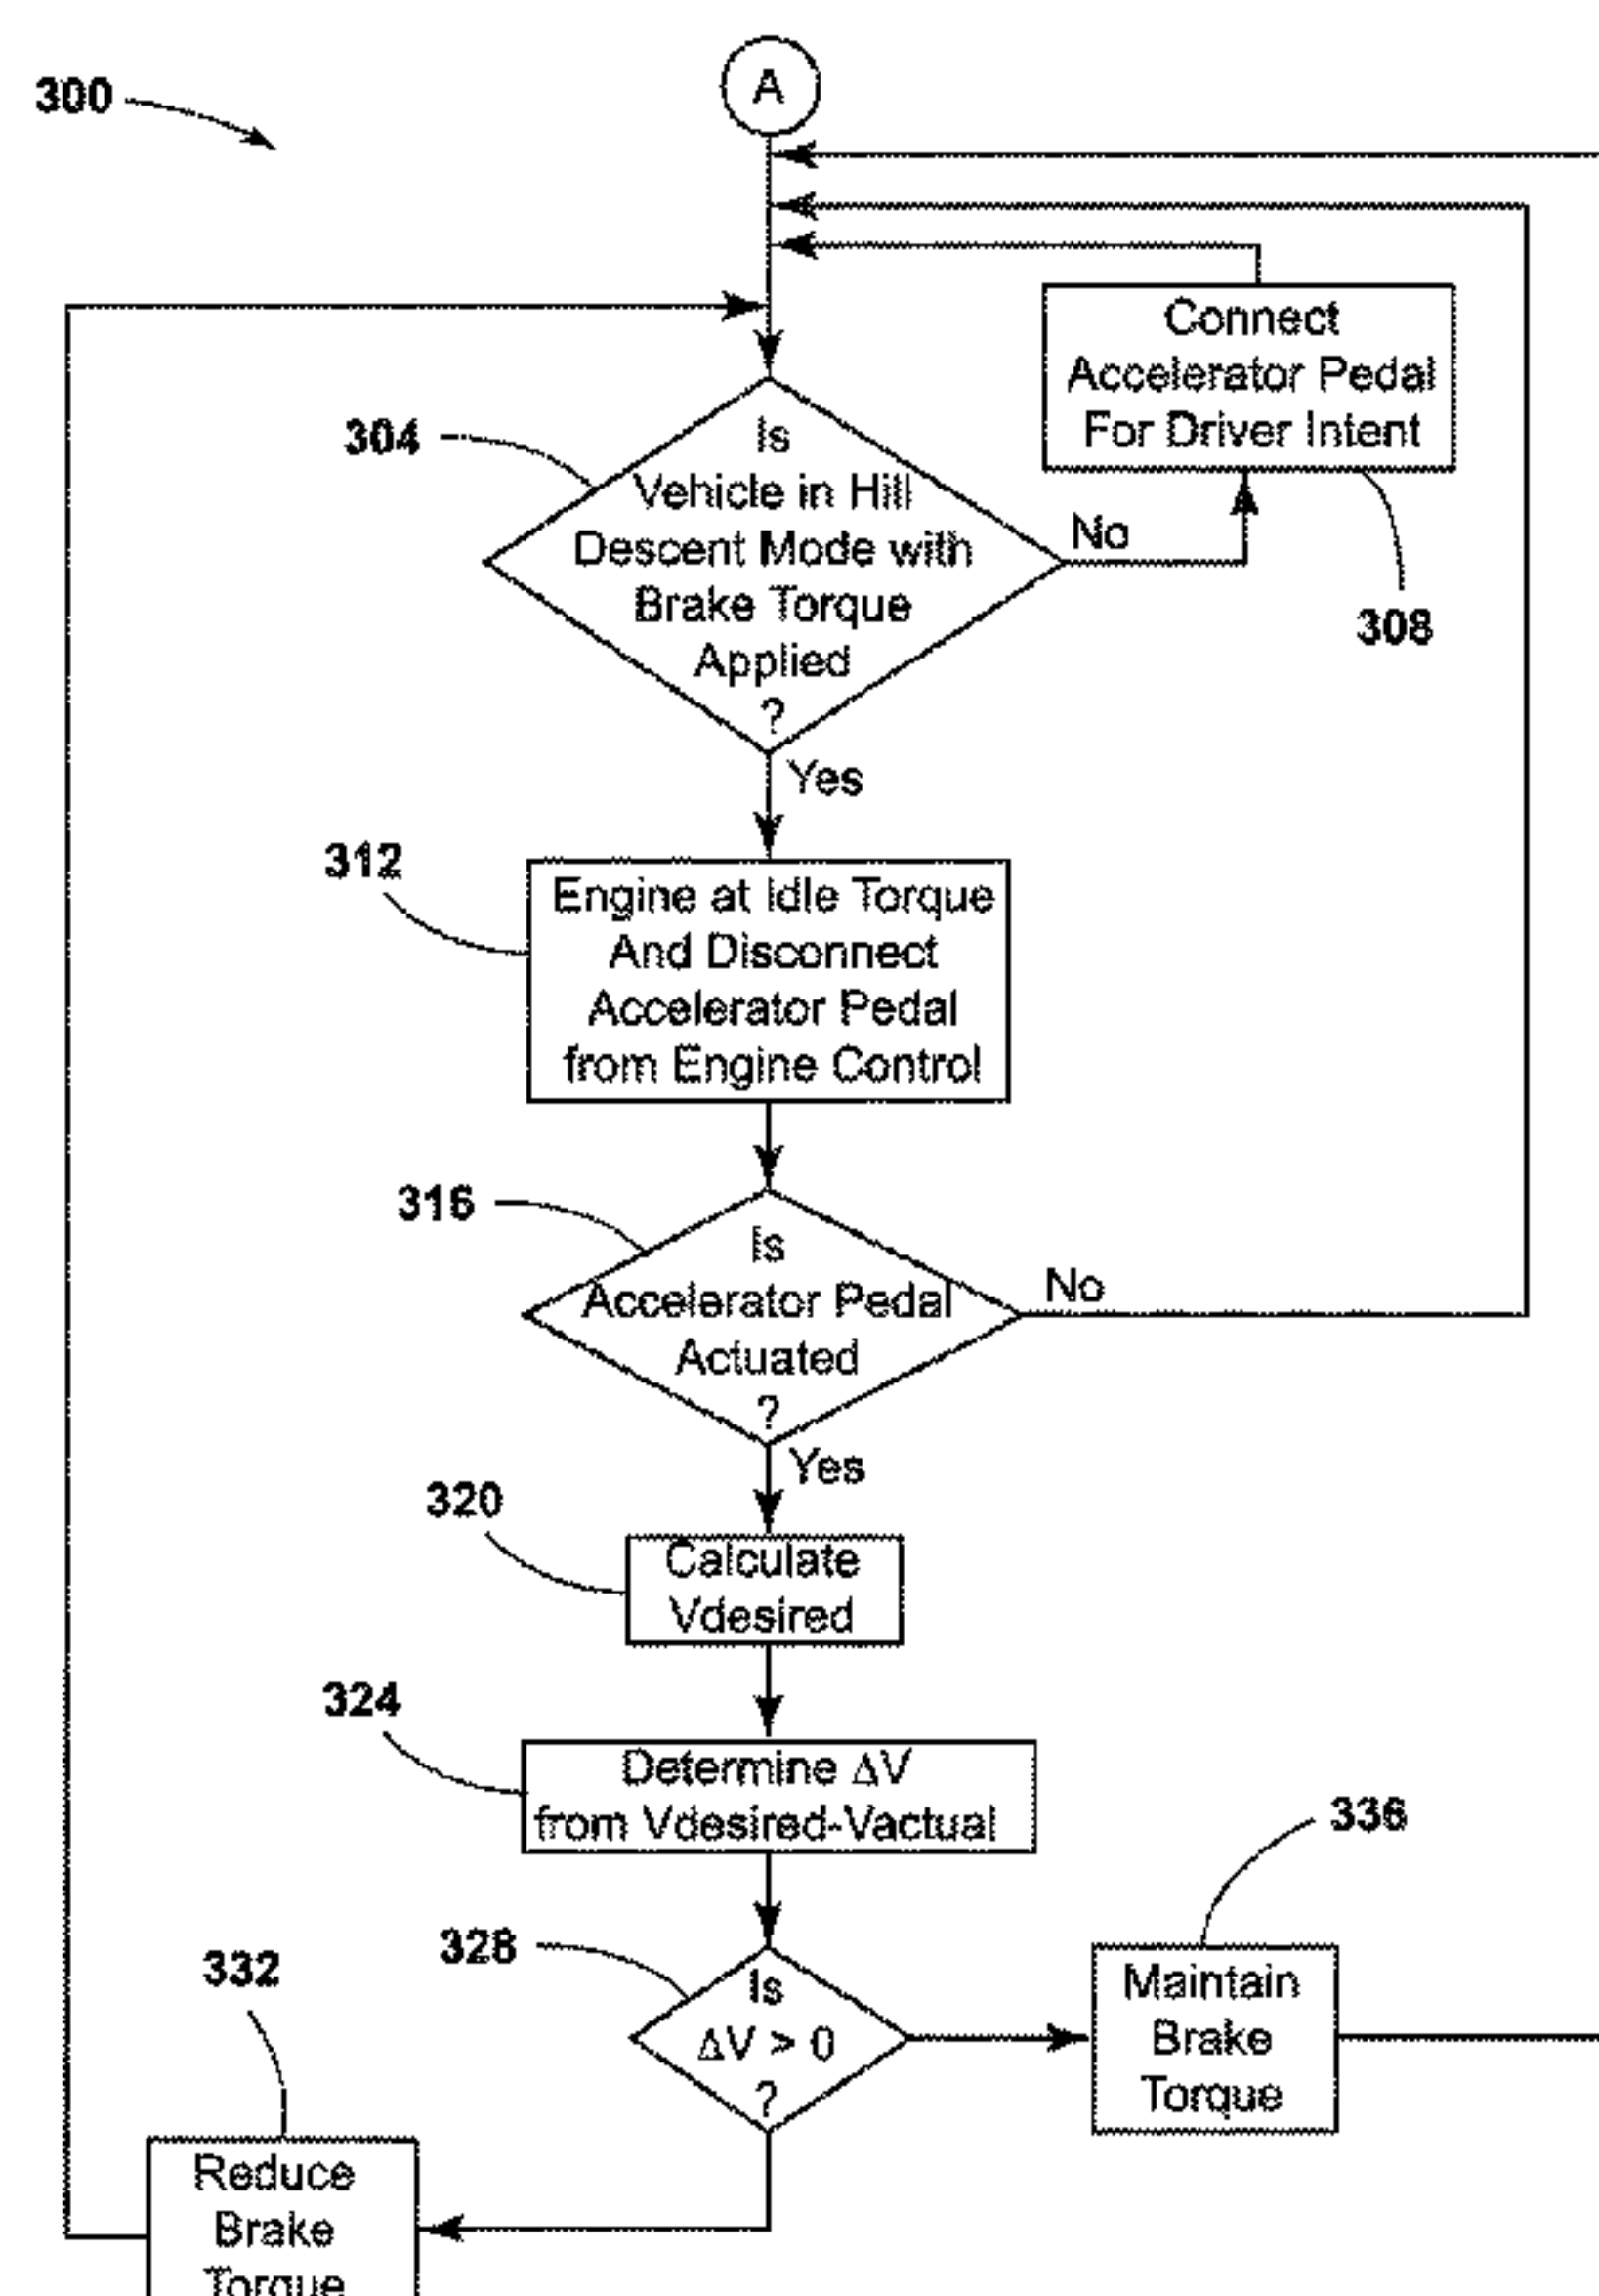 A
300
Connect
Accelerator Pedal
For Driver Intent
304
Is
Vehicle in Hill
Descent Mode with
Brake Torque
Applied
?
No
308
Yes
312
Engine at Idle Torque
And Disconnect
Accelerator Pedal
from Engine Control
316
Is
Accelerator Pedal
Actuated
?
No
Yes
320
Calculate
Vdesired
324
Determine ΔV
from Vdesired-Vactual
336
328
Is
ΔV > 0
?
Maintain
Brake
Torque
332
Reduce
Brake
Torque